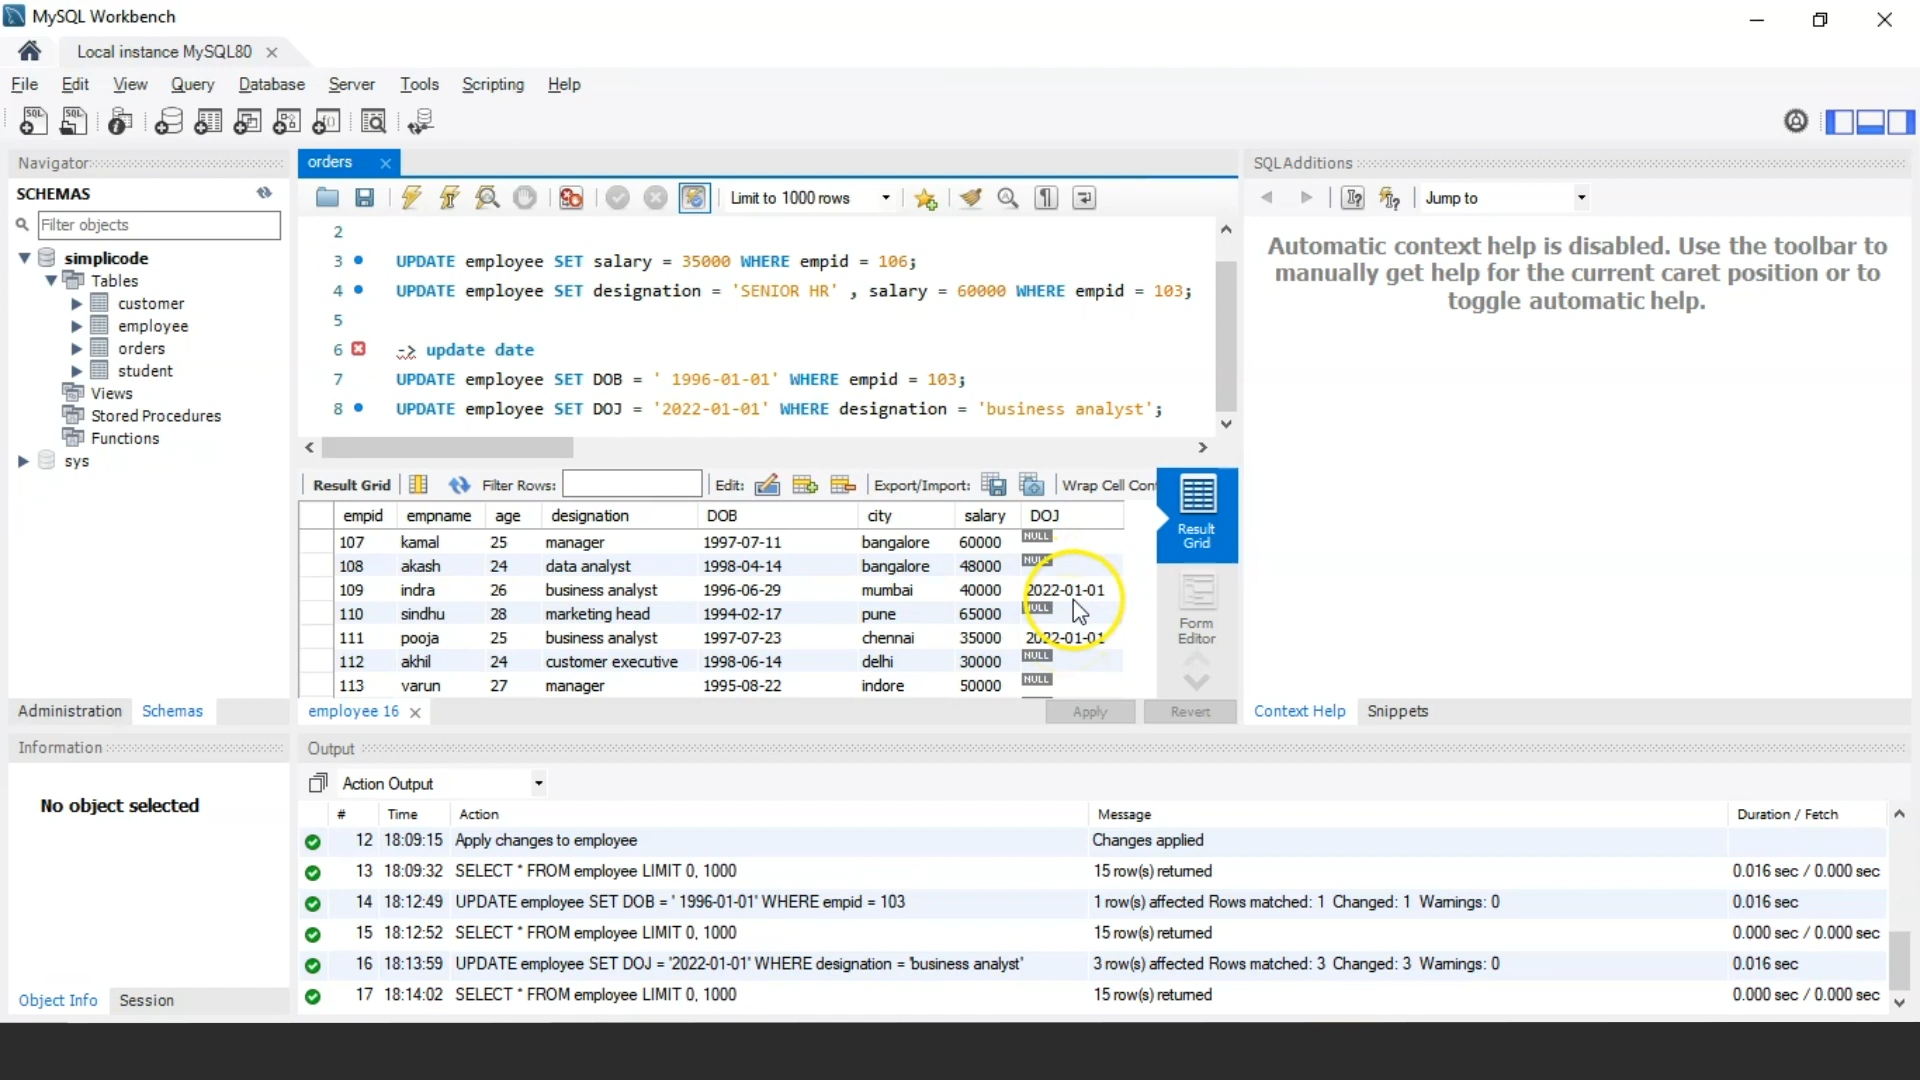 MySQL Workbench
Local instance MySQL80
File Edit View Query Database Server Tools Scripting Help
Navigator
SCHEMAS
Filter objects
simplicode
Tables
customer
employee
orders
student
Views
Stored Procedures
Functions
sys
Administration Schemas
Information
No object selected
Object Info Session
orders
Limit to 1000 rows
2
3 UPDATE employee SET salary = 35000 WHERE empid = 106;
4 UPDATE employee SET designation = 'SENIOR HR' , salary = 60000 WHERE empid = 103;
5
6 -> update date
7 UPDATE employee SET DOB = ' 1996-01-01' WHERE empid = 103;
8 UPDATE employee SET DOJ = '2022-01-01' WHERE designation = 'business analyst';
Result Grid Filter Rows: Edit: Export/Import: Wrap Cell Cont
empid empname age designation DOB city salary DOJ
107 kamal 25 manager 1997-07-11 bangalore 60000 NULL
108 akash 24 data analyst 1998-04-14 bangalore 48000 NULL
109 indra 26 business analyst 1996-06-29 mumbai 40000 2022-01-01
110 sindhu 28 marketing head 1994-02-17 pune 65000 NULL
111 pooja 25 business analyst 1997-07-23 chennai 35000 2022-01-01
112 akhil 24 customer executive 1998-06-14 delhi 30000 NULL
113 varun 27 manager 1995-08-22 indore 50000 NULL
Result
Grid
Form
Editor
employee 16 Apply Revert
SQLAdditions
Jump to
Automatic context help is disabled. Use the toolbar to
manually get help for the current caret position or to
toggle automatic help.
Context Help Snippets
Output
Action Output
# Time Action Message Duration / Fetch
12 18:09:15 Apply changes to employee Changes applied
13 18:09:32 SELECT * FROM employee LIMIT 0, 1000 15 row(s) returned 0.016 sec / 0.000 sec
14 18:12:49 UPDATE employee SET DOB = ' 1996-01-01' WHERE empid = 103 1 row(s) affected Rows matched: 1 Changed: 1 Warnings: 0 0.016 sec
15 18:12:52 SELECT * FROM employee LIMIT 0, 1000 15 row(s) returned 0.000 sec / 0.000 sec
16 18:13:59 UPDATE employee SET DOJ = '2022-01-01' WHERE designation = 'business analyst' 3 row(s) affected Rows matched: 3 Changed: 3 Warnings: 0 0.016 sec
17 18:14:02 SELECT * FROM employee LIMIT 0, 1000 15 row(s) returned 0.000 sec / 0.000 sec